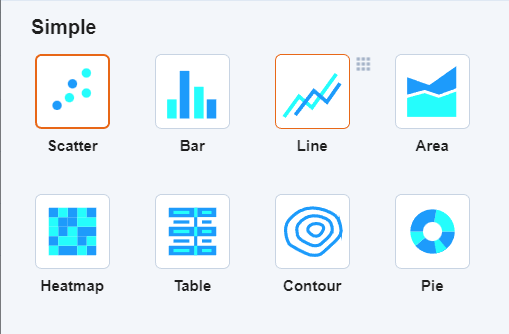 Simple
Scatter
Bar
Line
Area
Heatmap
Table
Contour
Pie